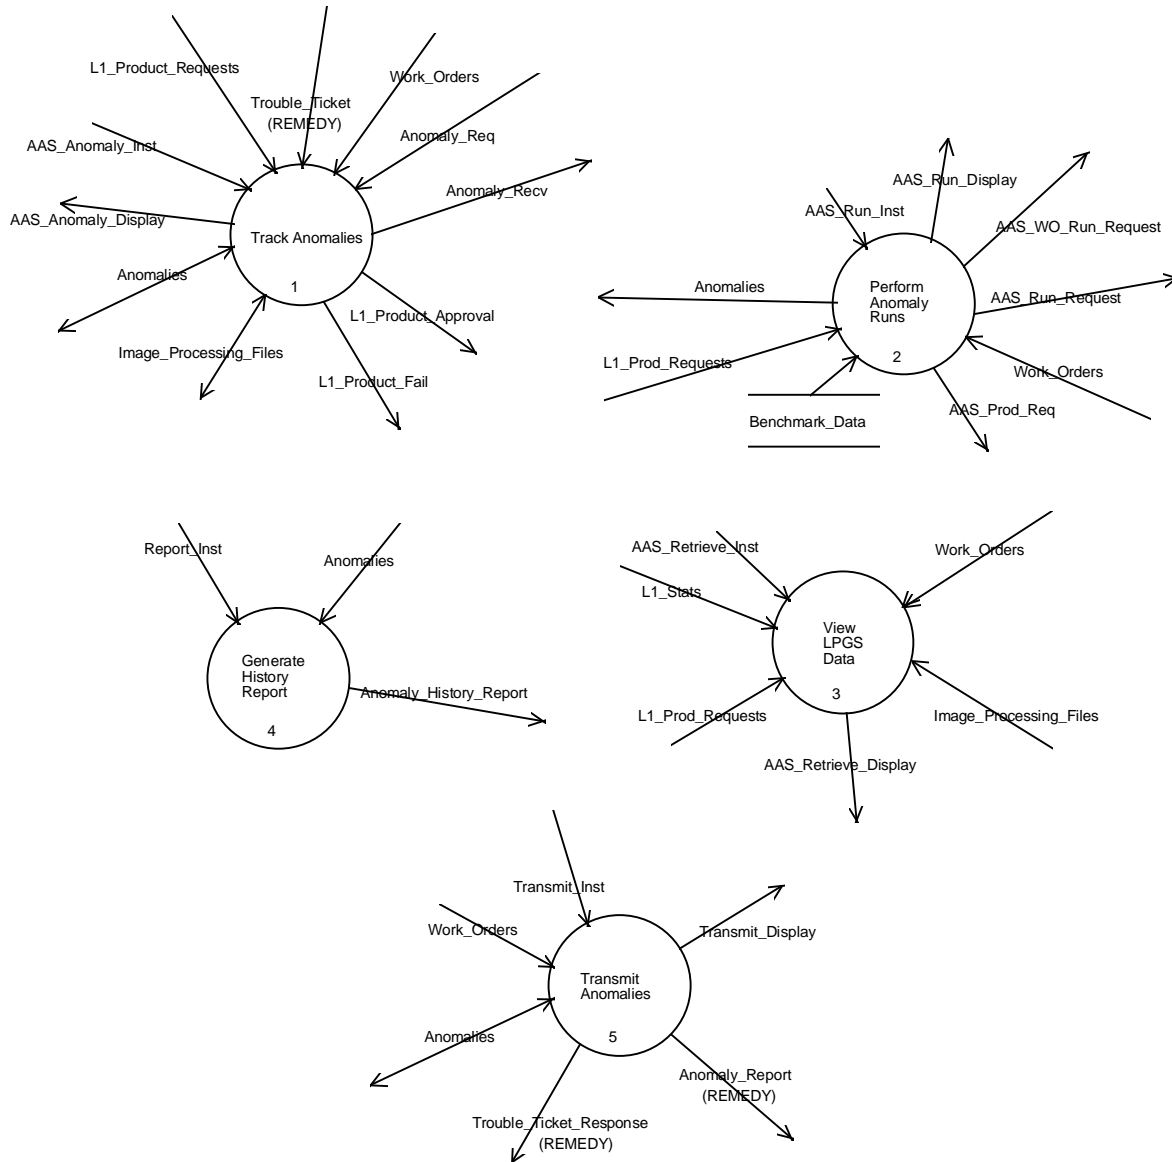 L1_Product_Requests
Work_Orders
Trouble_Ticket
(REMEDY)
Anomaly_Req
AAS_Anomaly_Inst
Anomaly_Recv
AAS_Anomaly_Display
Track Anomalies
Anomalies
1
L1_Product_Approval
Image_Processing_Files
L1_Product_Fail
AAS_Run_Display
AAS_Run_Inst
AAS_WO_Run_Request
Anomalies
Perform
Anomaly
Runs
AAS_Run_Request
2
L1_Prod_Requests
Work_Orders
AAS_Prod_Req
Benchmark_Data
Report_Inst
Anomalies
Generate
History
Report
Anomaly_History_Report
4
AAS_Retrieve_Inst
Work_Orders
L1_Stats
View
LPGS
Data
3
L1_Prod_Requests
Image_Processing_Files
AAS_Retrieve_Display
Transmit_Inst
Work_Orders
Transmit_Display
Transmit
Anomalies
Anomalies
5
Anomaly_Report
(REMEDY)
Trouble_Ticket_Response
(REMEDY)